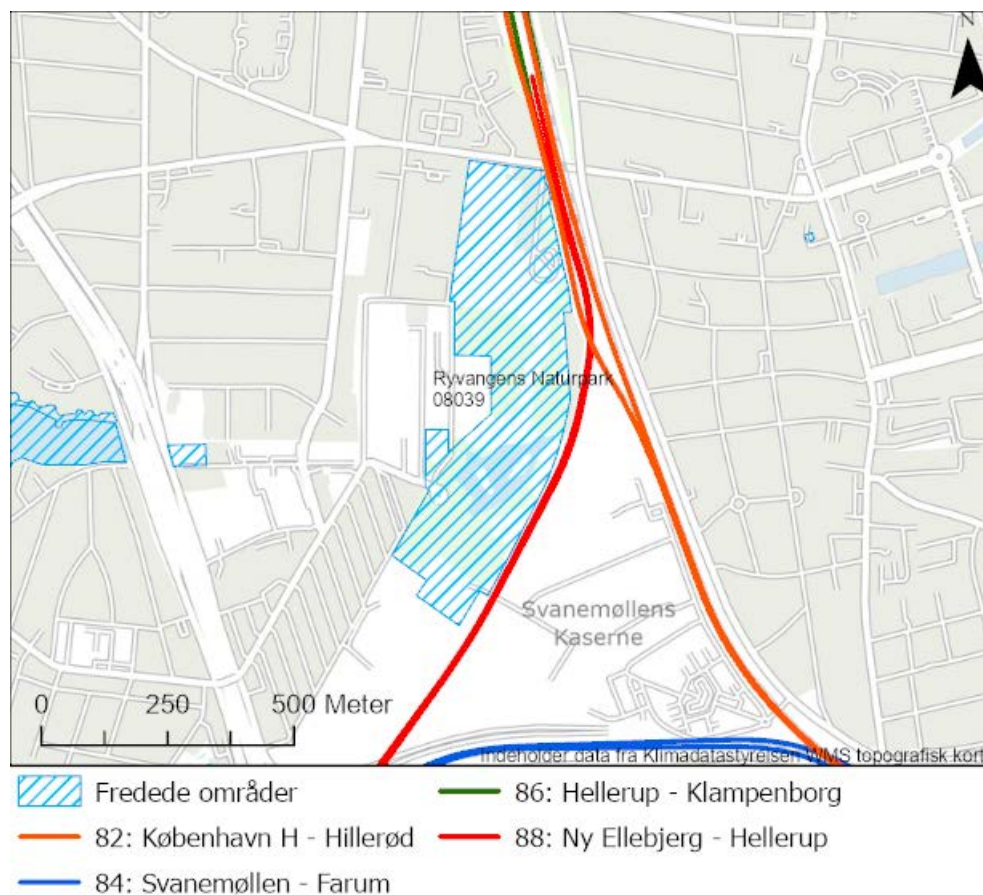 N
Ryvangens Naturpark
08039
Svanemøllens
Kaserne
0 250 500 Meter
Indeholder data fra Klimadatastyrelsen WMS topografisk kort
Fredede områder
86: Hellerup - Klampenborg
82: København H - Hillerød
88: Ny Ellebjerg - Hellerup
84: Svanemøllen - Farum